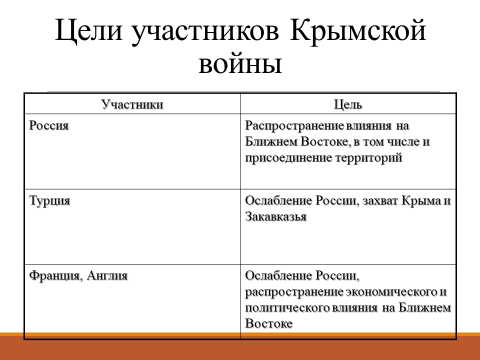 Цели участников Крымской
войны
Участники
Цель
Россия
Распространение влияния на
Ближнем Востоке, в том числе и
присоединение территорий
Турция
Ослабление России, захват Крыма и
Закавказья
Франция, Англия
Ослабление России,
распространение экономического и
политического влияния на Ближнем
Востоке